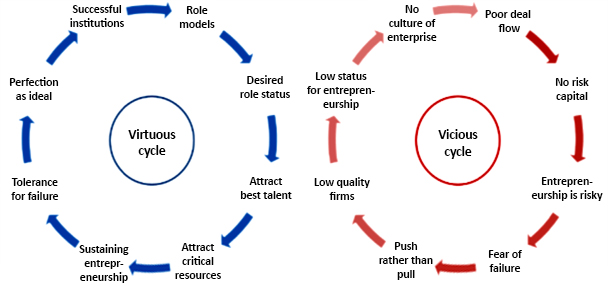 Successful
institutions
Role
models
Desired
role status
Attract
best talent
Attract
critical
resources
Sustaining
entrepr-
eneurship
Tolerance
for failure
Perfection
as ideal
Virtuous
cycle
No
culture of
enterprise
Poor deal
flow
No risk
capital
Entrepren-
eurship is risky
Fear of
failure
Push
rather than
pull
Low quality
firms
Low status
for entrepren-
eurship
Vicious
cycle